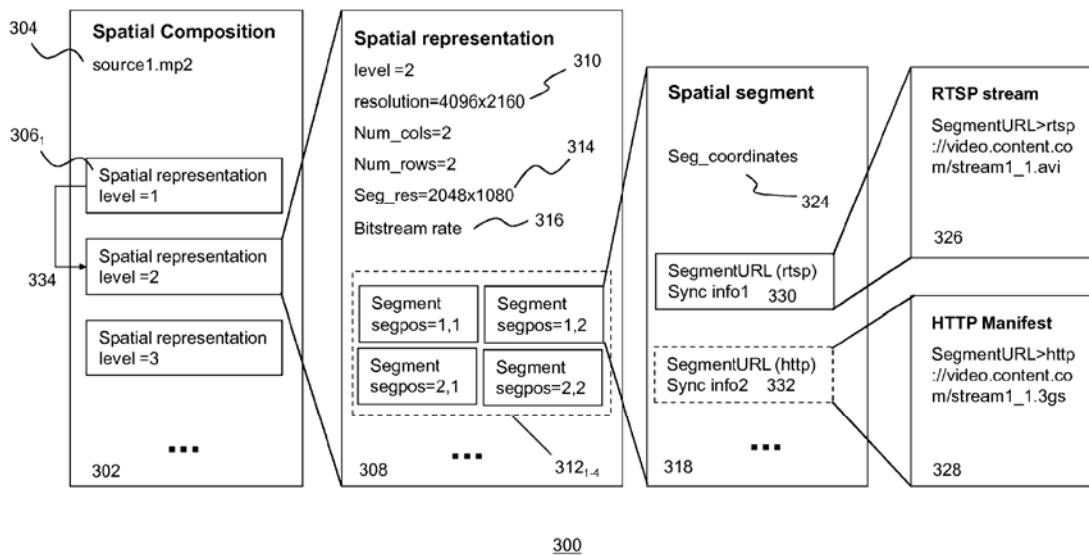 304
Spatial Composition
source1.mp2
306₁
Spatial representation
level =1
334
Spatial representation
level =2
Spatial representation
level =3
...
302
Spatial representation
level =2
310
resolution=4096x2160
Num_cols=2
Num_rows=2
314
Seg_res=2048x1080
316
Bitstream rate
Segment
segpos=1,1
Segment
segpos=1,2
Segment
segpos=2,1
Segment
segpos=2,2
...
308
312₁₋₄
Spatial segment
Seg_coordinates
324
SegmentURL (rtsp)
Sync info1 330
SegmentURL (http)
Sync info2 332
...
318
RTSP stream
SegmentURL>rtsp
://video.content.co
m/stream1_1.avi
326
HTTP Manifest
SegmentURL>http
://video.content.co
m/stream1_1.3gs
328
300